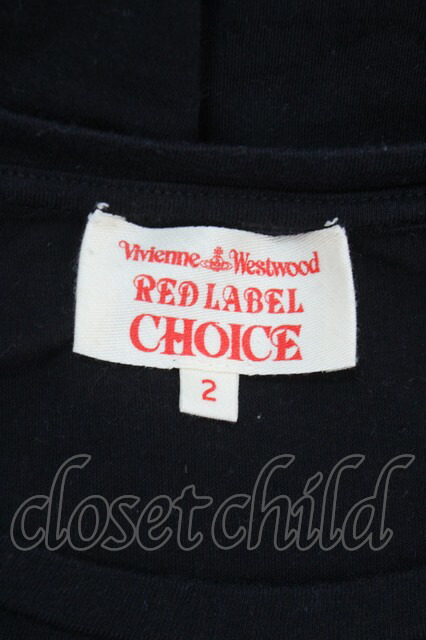 Vivienne Westwood
RED LABEL
CHOICE
2
closetchild